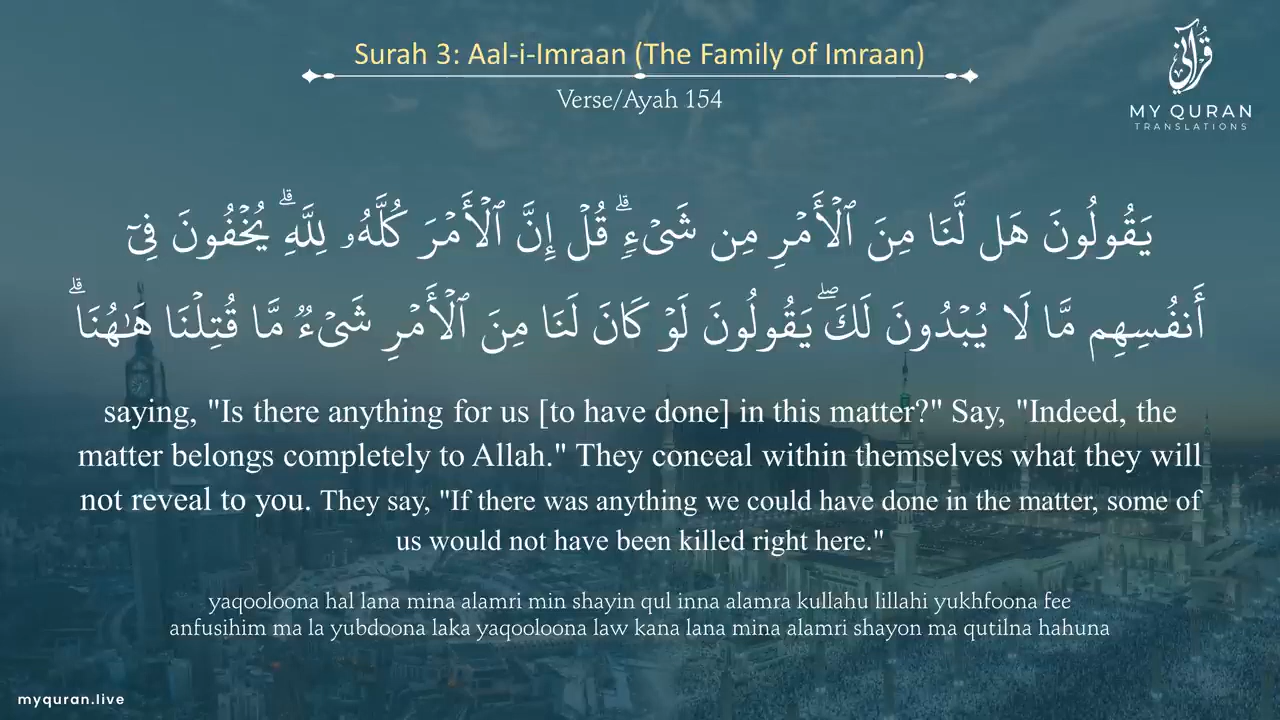 Surah 3: Aal-i-Imraan (The Family of Imraan)
Verse/Ayah 154
قُرْآنِي
MY QURAN
TRANSLATIONS
يَقُولُونَ هَل لَّنَا مِنَ ٱلْأَمْرِ مِن شَىْءٍۢ ۗ قُلْ إِنَّ ٱلْأَمْرَ كُلَّهُۥ لِلَّهِ ۗ يُخْفُونَ فِىٓ
أَنفُسِهِم مَّا لَا يُبْدُونَ لَكَ ۖ يَقُولُونَ لَوْ كَانَ لَنَا مِنَ ٱلْأَمْرِ شَىْءٌۭ مَّا قُتِلْنَا هَـٰهُنَا ۗ
saying, "Is there anything for us [to have done] in this matter?" Say, "Indeed, the
matter belongs completely to Allah." They conceal within themselves what they will
not reveal to you. They say, "If there was anything we could have done in the matter, some of
us would not have been killed right here."
yaqooloona hal lana mina alamri min shayin qul inna alamra kullahu lillahi yukhfoona fee
anfusihim ma la yubdoona laka yaqooloona law kana lana mina alamri shayon ma qutilna hahuna
myquran.live